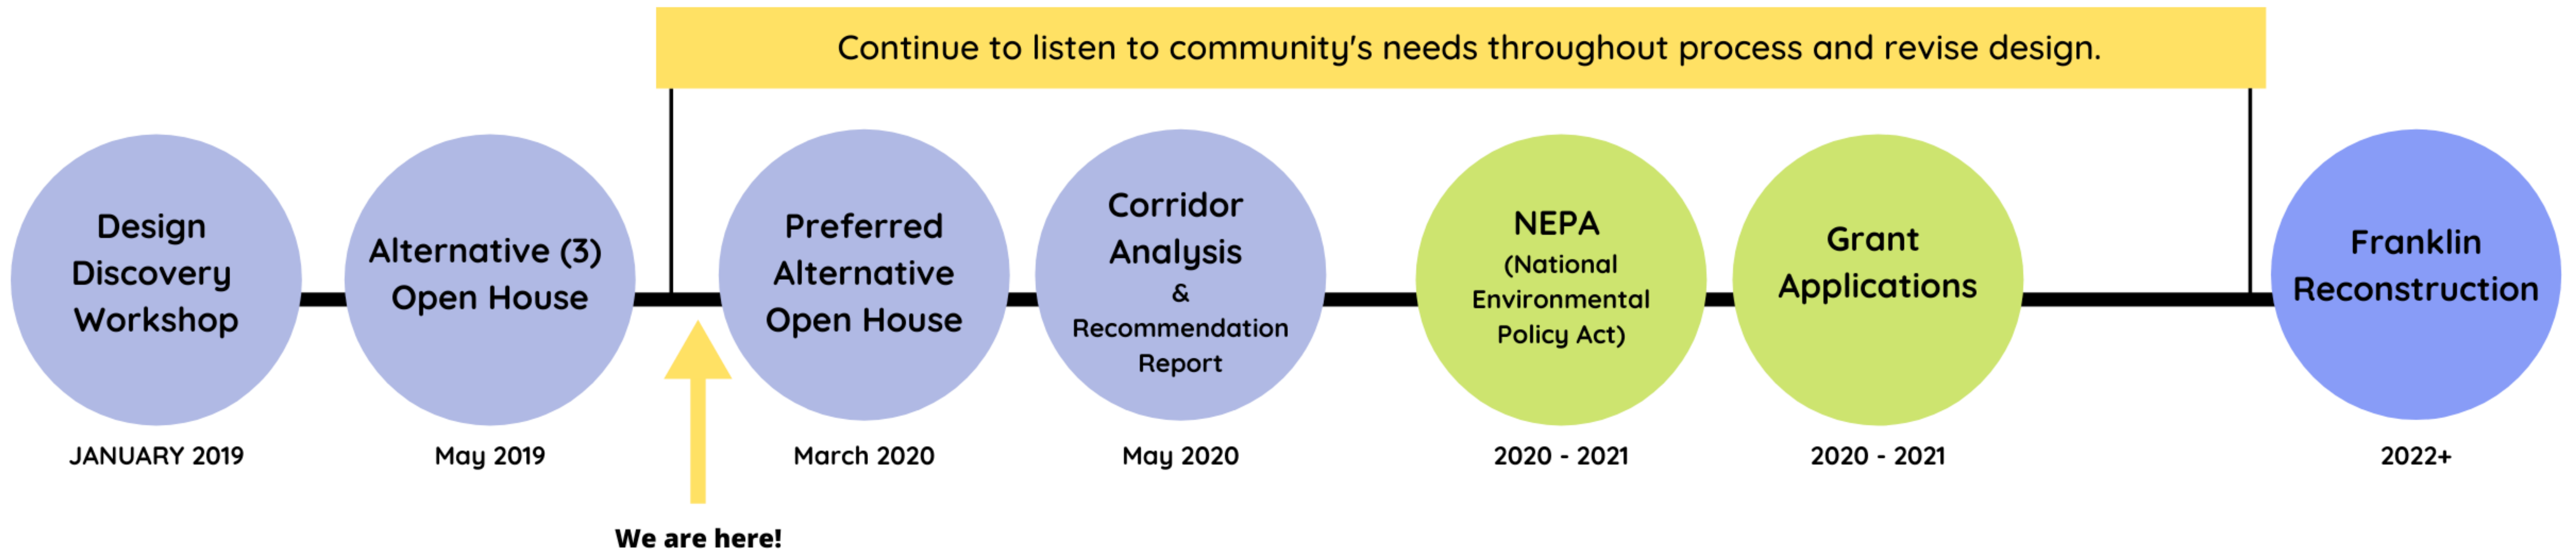 Continue to listen to community's needs throughout process and revise design.
Design
Discovery
Workshop
JANUARY 2019
Alternative (3)
Open House
May 2019
We are here!
Preferred
Alternative
Open House
March 2020
Corridor
Analysis
&
Recommendation
Report
May 2020
NEPA
(National
Environmental
Policy Act)
2020 - 2021
Grant
Applications
2020 - 2021
Franklin
Reconstruction
2022+